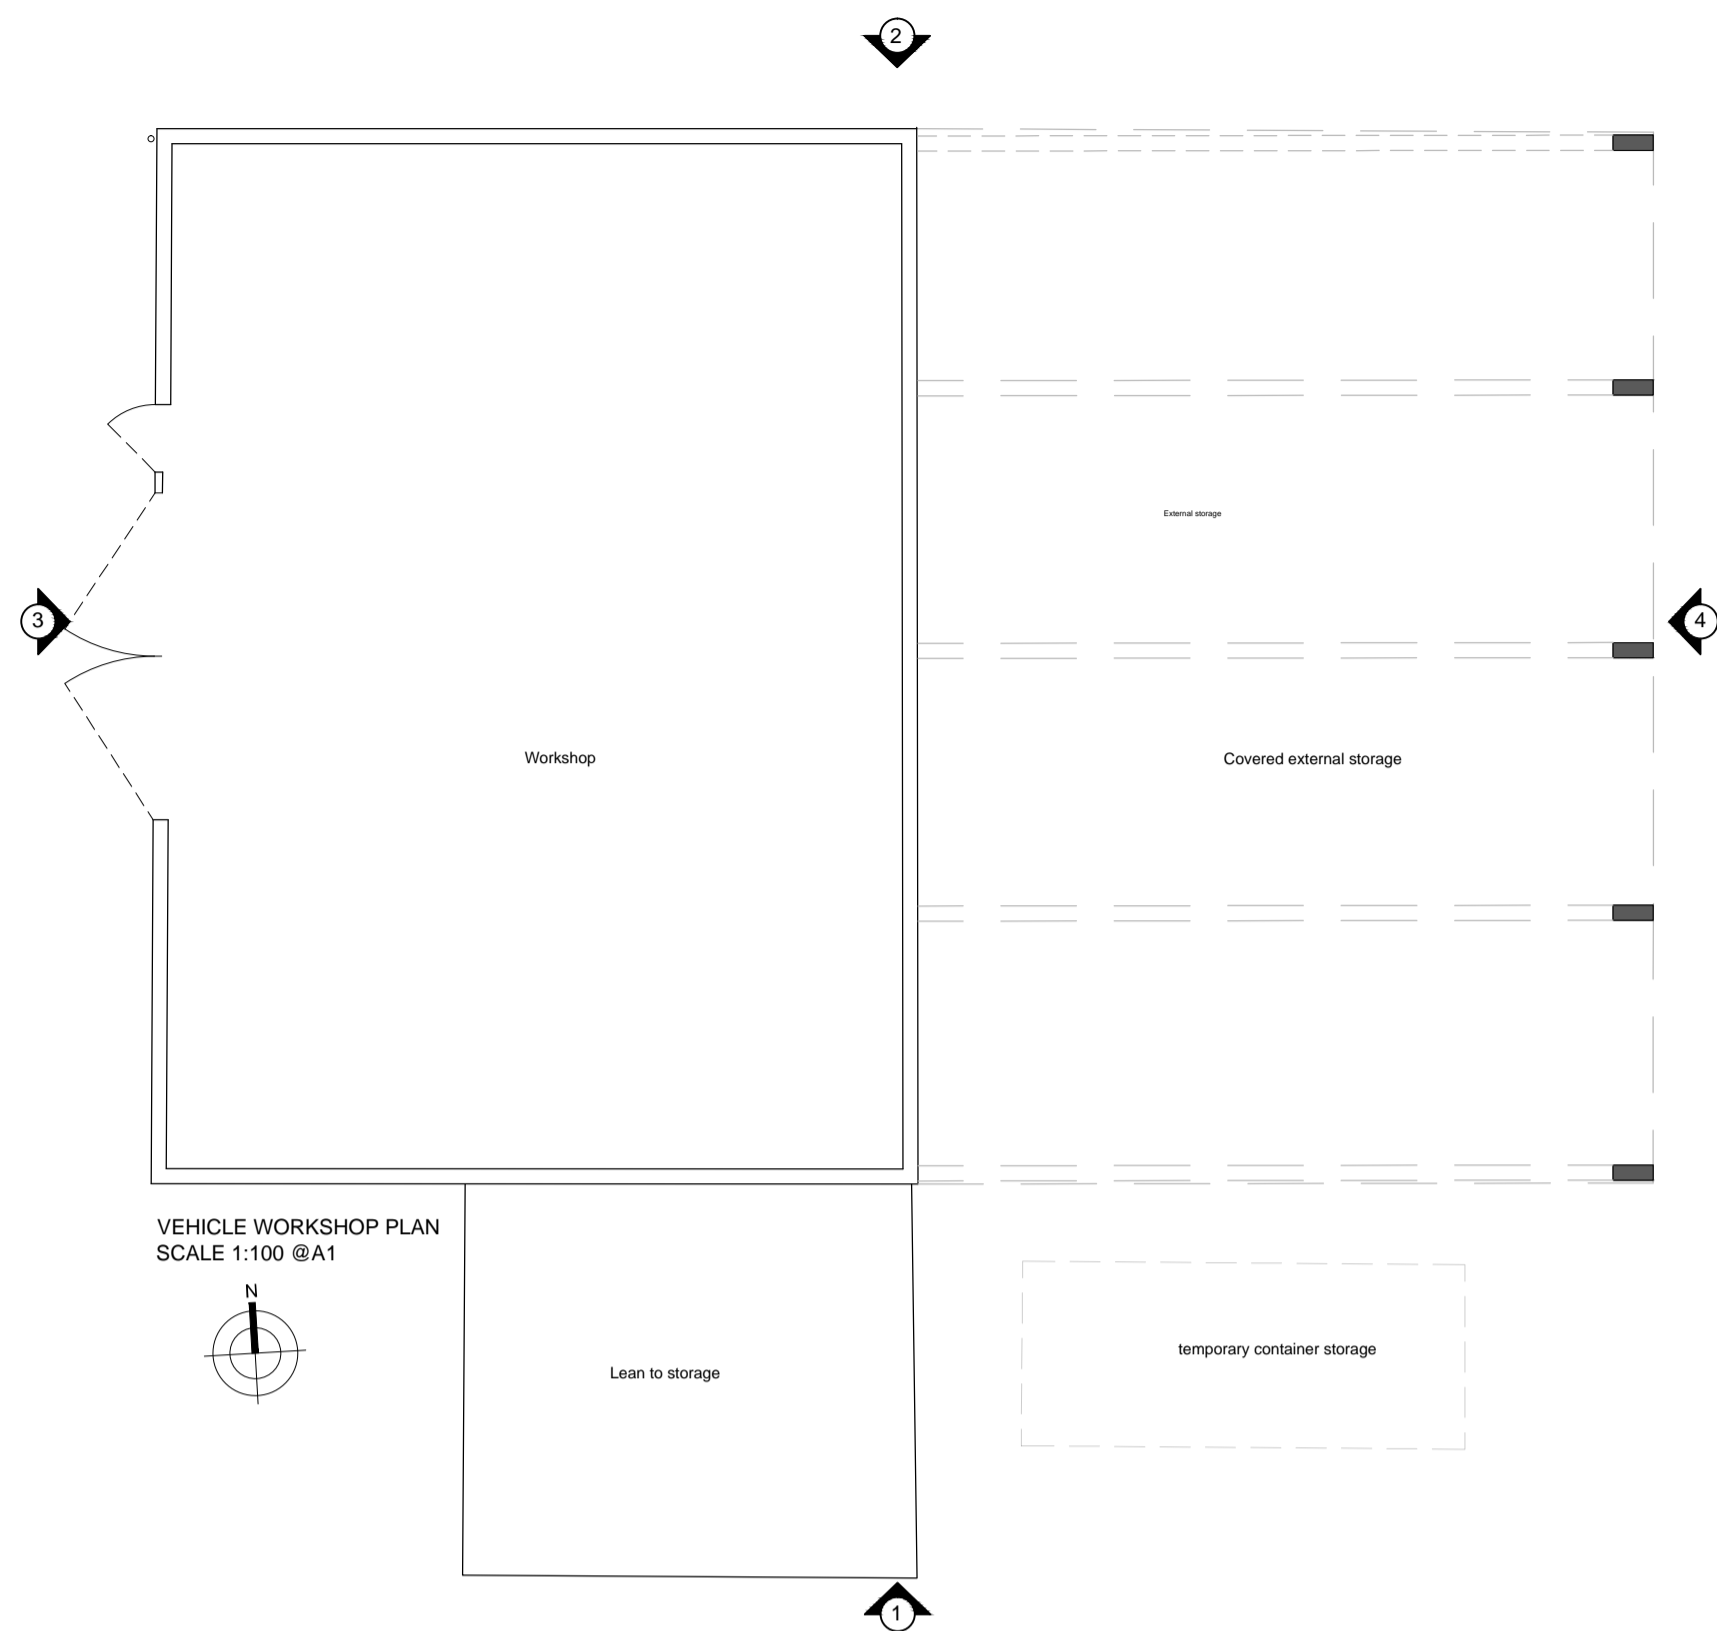 2
External storage
3
4
Workshop
Covered external storage
VEHICLE WORKSHOP PLAN
SCALE 1:100 @A1
N
temporary container storage
Lean to storage
1